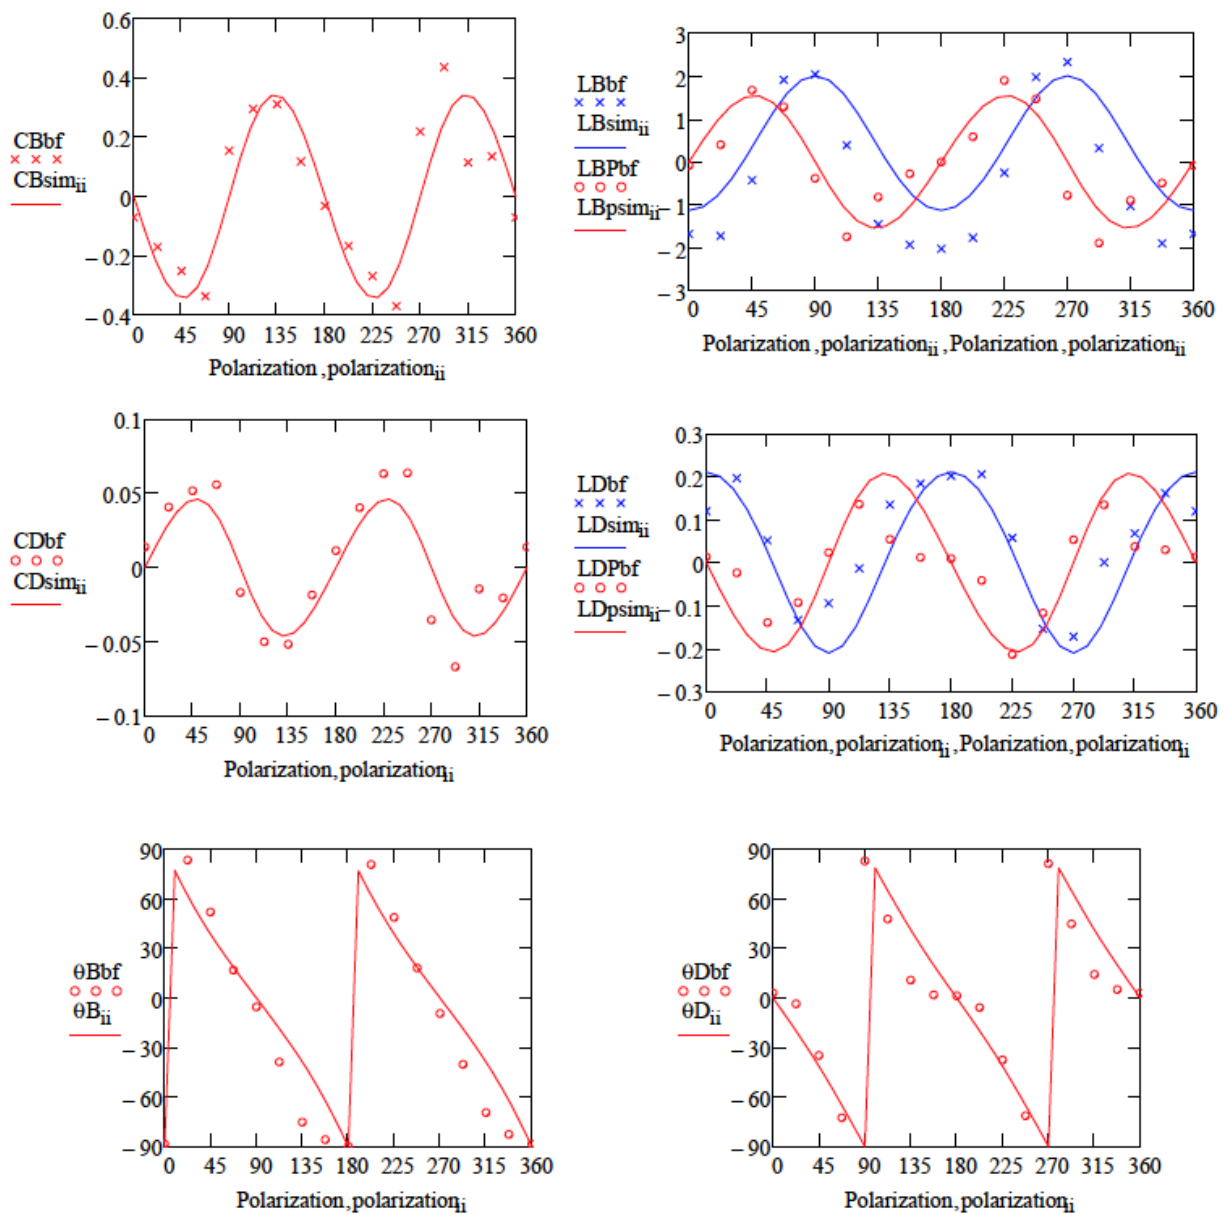 0.6
0.4
0.2
0
− 0.2
− 0.4
CBbf
CBsimii
0 45 90 135 180 225 270 315 360
Polarization ,polarizationii
3
2
1
0
− 1
− 2
− 3
LBbf
LBsimii
LBPbf
LBpsimii
0 45 90 135 180 225 270 315 360
Polarization ,polarizationii ,Polarization ,polarizationii
0.1
0.05
0
− 0.05
− 0.1
CDbf
CDsimii
0 45 90 135 180 225 270 315 360
Polarization,polarizationii
0.3
0.2
0.1
0
− 0.1
− 0.2
− 0.3
LDbf
LDsimii
LDPbf
LDpsimii
0 45 90 135 180 225 270 315 360
Polarization,polarizationii,Polarization,polarizationii
90
60
30
0
− 30
− 60
− 90
θBbf
θBii
0 45 90 135 180 225 270 315 360
Polarization,polarizationii
90
60
30
0
− 30
− 60
− 90
θDbf
θDii
0 45 90 135 180 225 270 315 360
Polarization,polarizationii